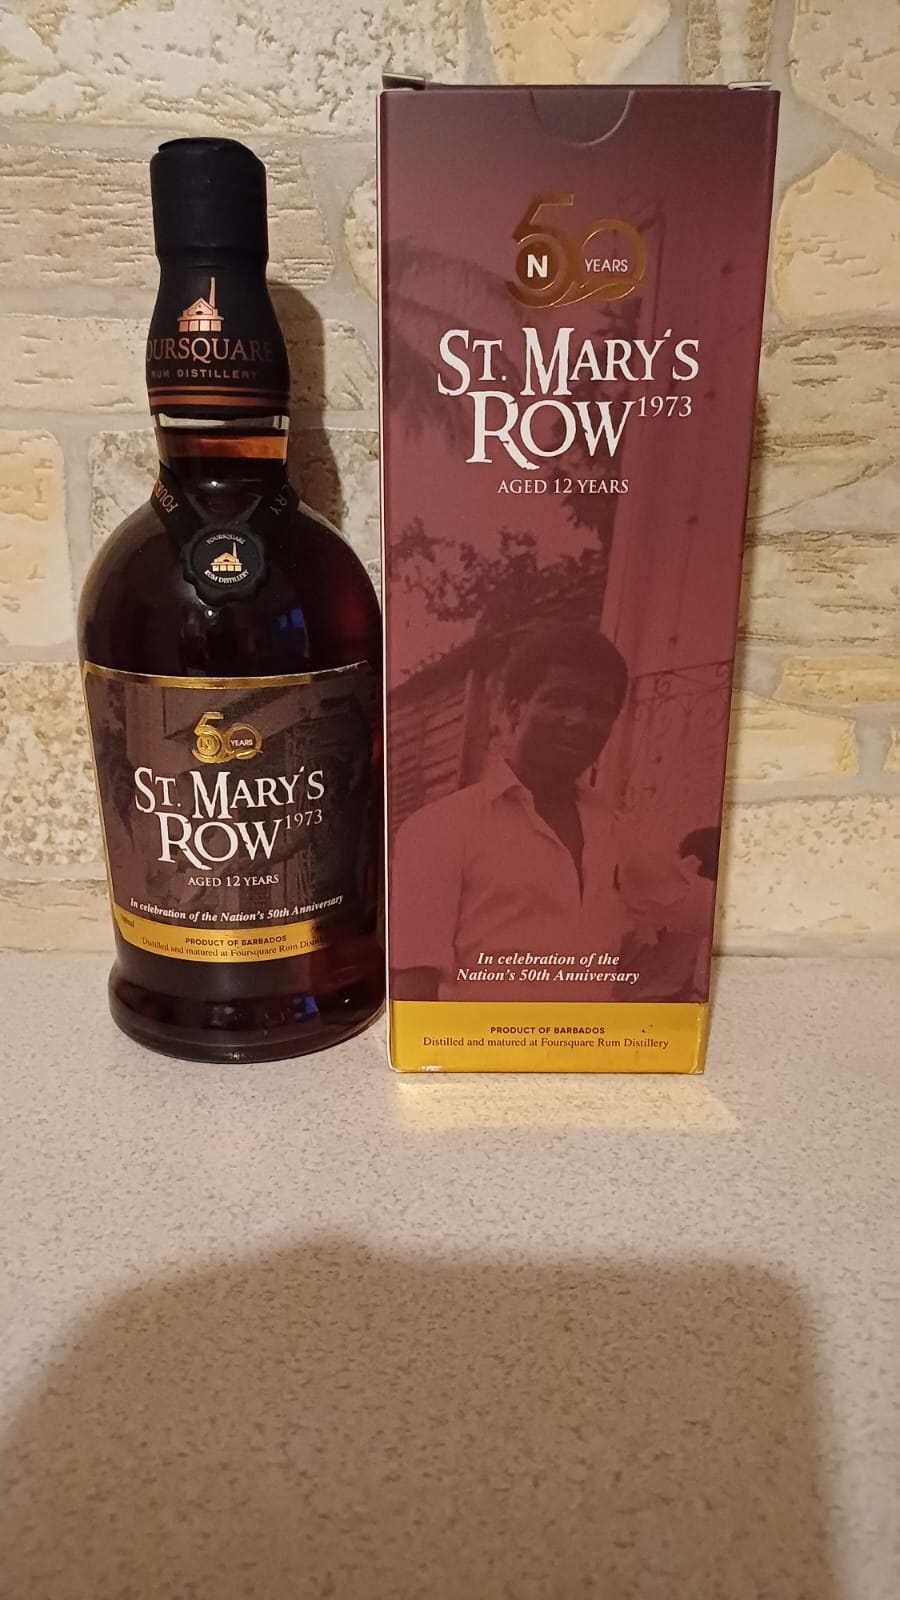 OURSQUARE
RUM DISTILLERY
FOURSQUARE
RUM DISTILLERY
50
N YEARS
ST. MARY'S
ROW 1973
AGED 12 YEARS
In celebration of the Nation's 50th Anniversary
PRODUCT OF BARBADOS
Distilled and matured at Foursquare Rum
50
N YEARS
ST. MARY'S
ROW 1973
AGED 12 YEARS
In celebration of the
Nation's 50th Anniversary
PRODUCT OF BARBADOS
Distilled and matured at Foursquare Rum Distillery